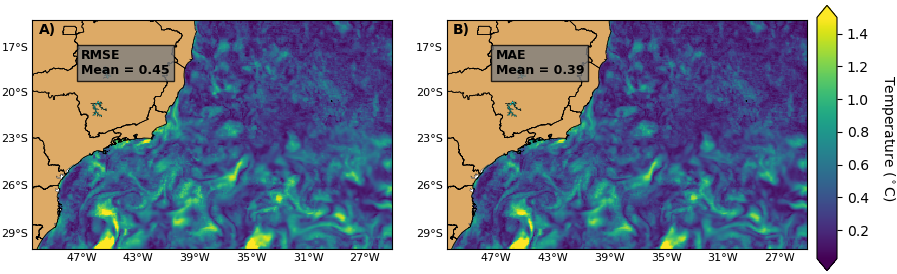 A)
RMSE
Mean = 0.45
17°S
20°S
23°S
26°S
29°S
47°W 43°W 39°W 35°W 31°W 27°W
B)
MAE
Mean = 0.39
17°S
20°S
23°S
26°S
29°S
47°W 43°W 39°W 35°W 31°W 27°W
1.4
1.2
1.0
0.8
0.6
0.4
0.2
Temperature (°C)